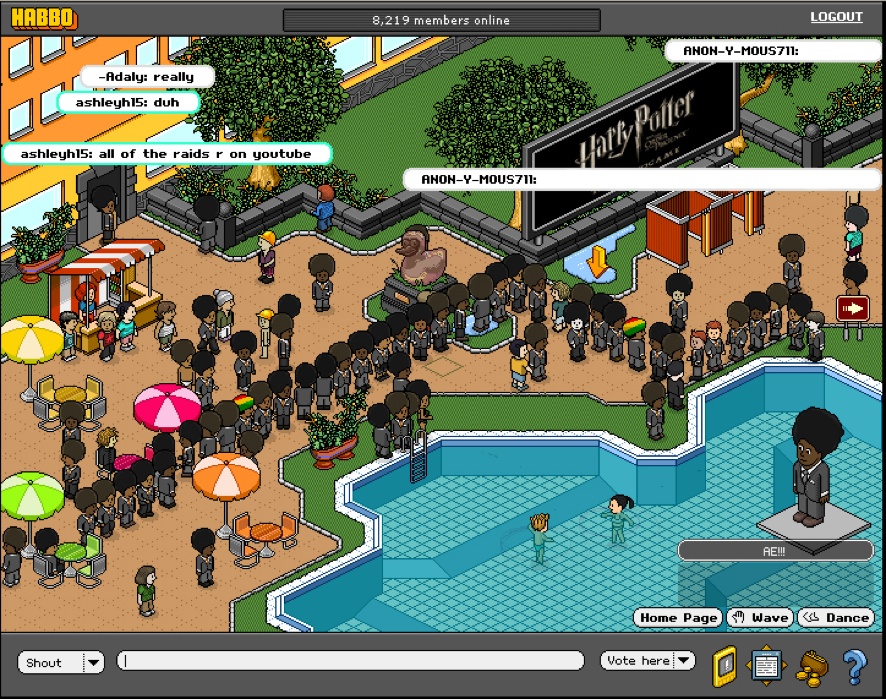 HABBO
8,219 members online
LOGOUT
ANON-Y-MOUS711:
-Adaly: really
ashleyh15: duh
Harry Potter
ashleyh15: all of the raids r on youtube
ANON-Y-MOUS711:
AE!!!
Home Page
Wave
Dance
Shout
Vote here